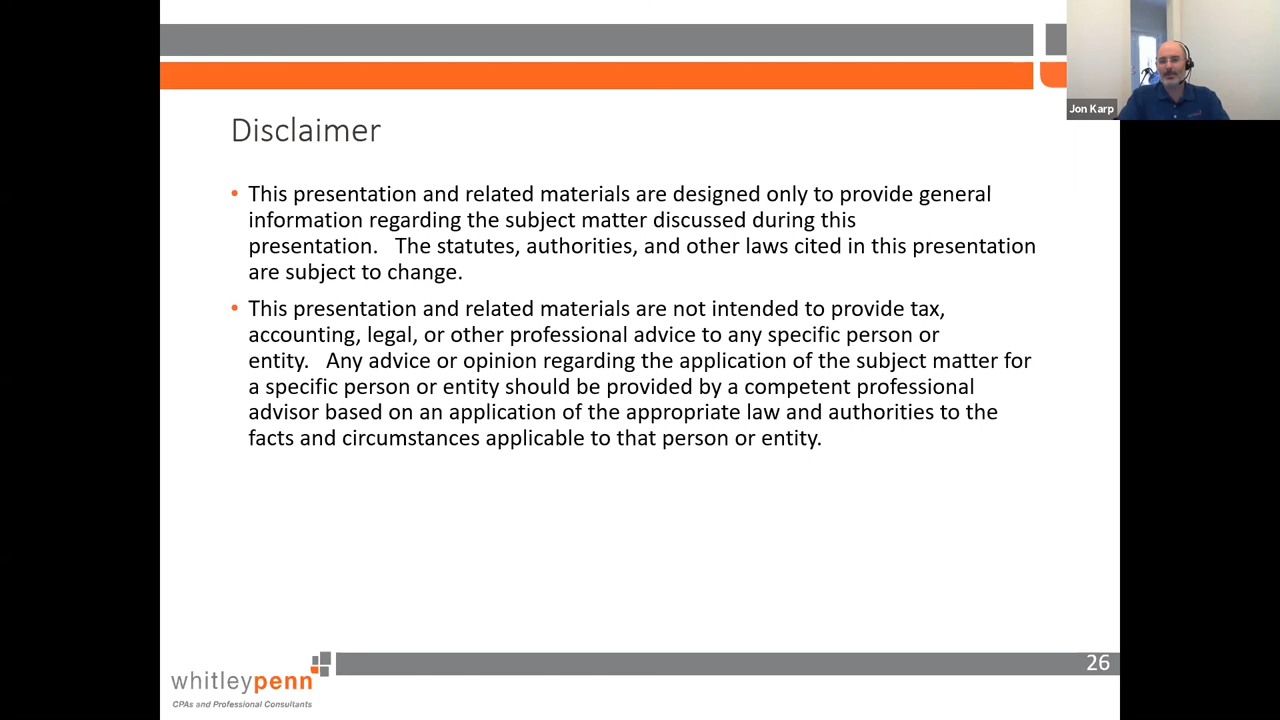 Jon Karp
Disclaimer
• This presentation and related materials are designed only to provide general
information regarding the subject matter discussed during this
presentation.   The statutes, authorities, and other laws cited in this presentation
are subject to change.
• This presentation and related materials are not intended to provide tax,
accounting, legal, or other professional advice to any specific person or
entity.   Any advice or opinion regarding the application of the subject matter for
a specific person or entity should be provided by a competent professional
advisor based on an application of the appropriate law and authorities to the
facts and circumstances applicable to that person or entity.
26
whitleypenn
CPAs and Professional Consultants